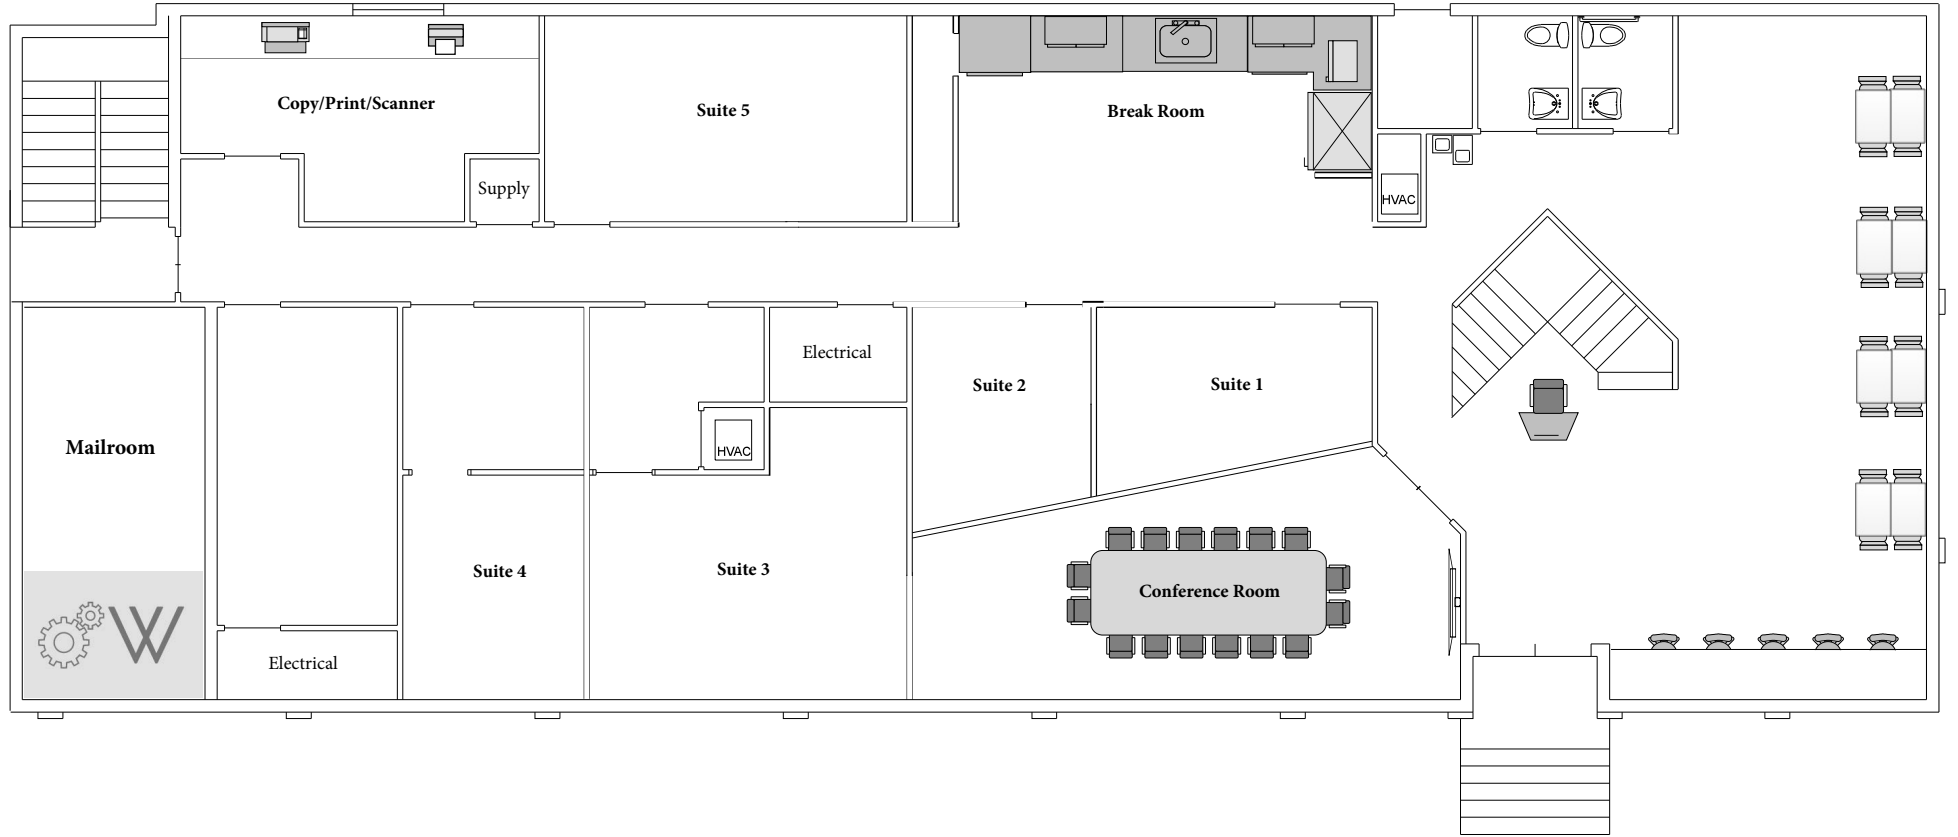 Copy/Print/Scanner
Suite 5
Break Room
Supply
HVAC
Electrical
Suite 2
Suite 1
Mailroom
HVAC
Suite 4
Suite 3
Conference Room
W
Electrical